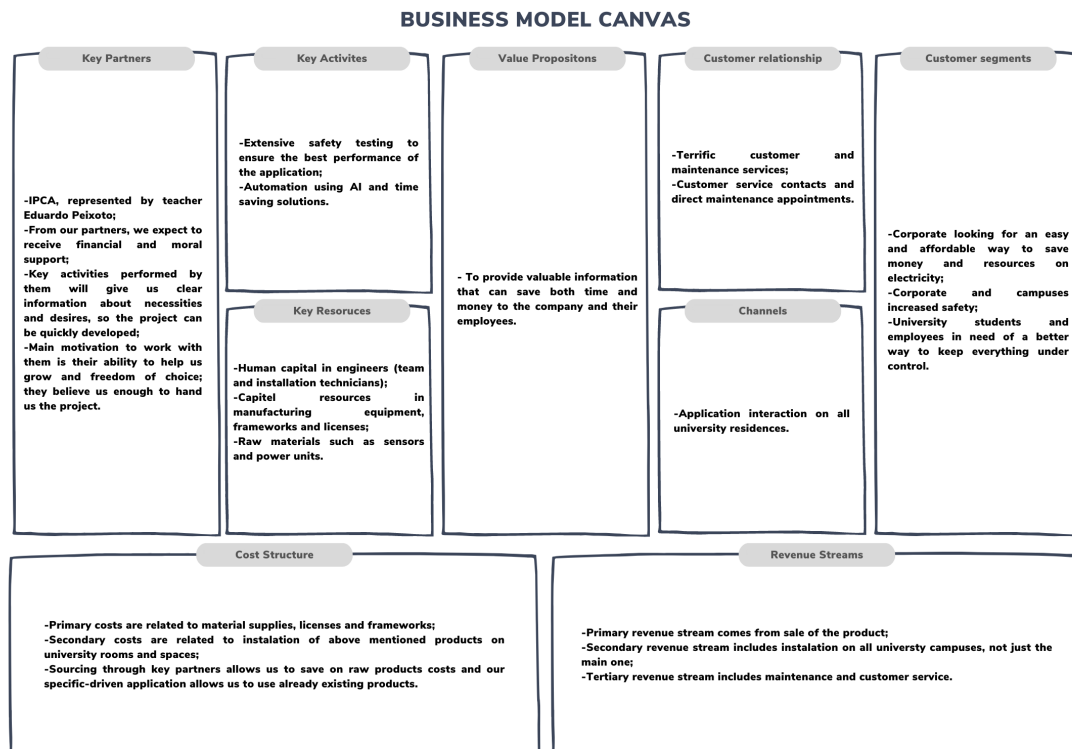 BUSINESS MODEL CANVAS
Key Partners
-IPCA, represented by teacher
Eduardo Peixoto;
-From our partners, we expect to
receive financial and moral
support;
-Key activities performed by
them will give us clear
information about necessities
and desires, so the project can
be quickly developed;
-Main motivation to work with
them is their ability to help us
grow and freedom of choice;
they believe us enough to hand
us the project.
Key Activites
-Extensive safety testing to
ensure the best performance of
the application;
-Automation using AI and time
saving solutions.
Key Resoruces
-Human capital in engineers (team
and installation technicians);
-Capitel resources in
manufacturing equipment,
frameworks and licenses;
-Raw materials such as sensors
and power units.
Value Propositons
- To provide valuable information
that can save both time and
money to the company and their
employees.
Customer relationship
-Terrific customer and
maintenance services;
-Customer service contacts and
direct maintenance appointments.
Channels
-Application interaction on all
university residences.
Customer segments
-Corporate looking for an easy
and affordable way to save
money and resources on
electricity;
-Corporate and campuses
increased safety;
-University students and
employees in need of a better
way to keep everything under
control.
Cost Structure
-Primary costs are related to material supplies, licenses and frameworks;
-Secondary costs are related to instalation of above mentioned products on
university rooms and spaces;
-Sourcing through key partners allows us to save on raw products costs and our
specific-driven application allows us to use already existing products.
Revenue Streams
-Primary revenue stream comes from sale of the product;
-Secondary revenue stream includes instalation on all universty campuses, not just the
main one;
-Tertiary revenue stream includes maintenance and customer service.